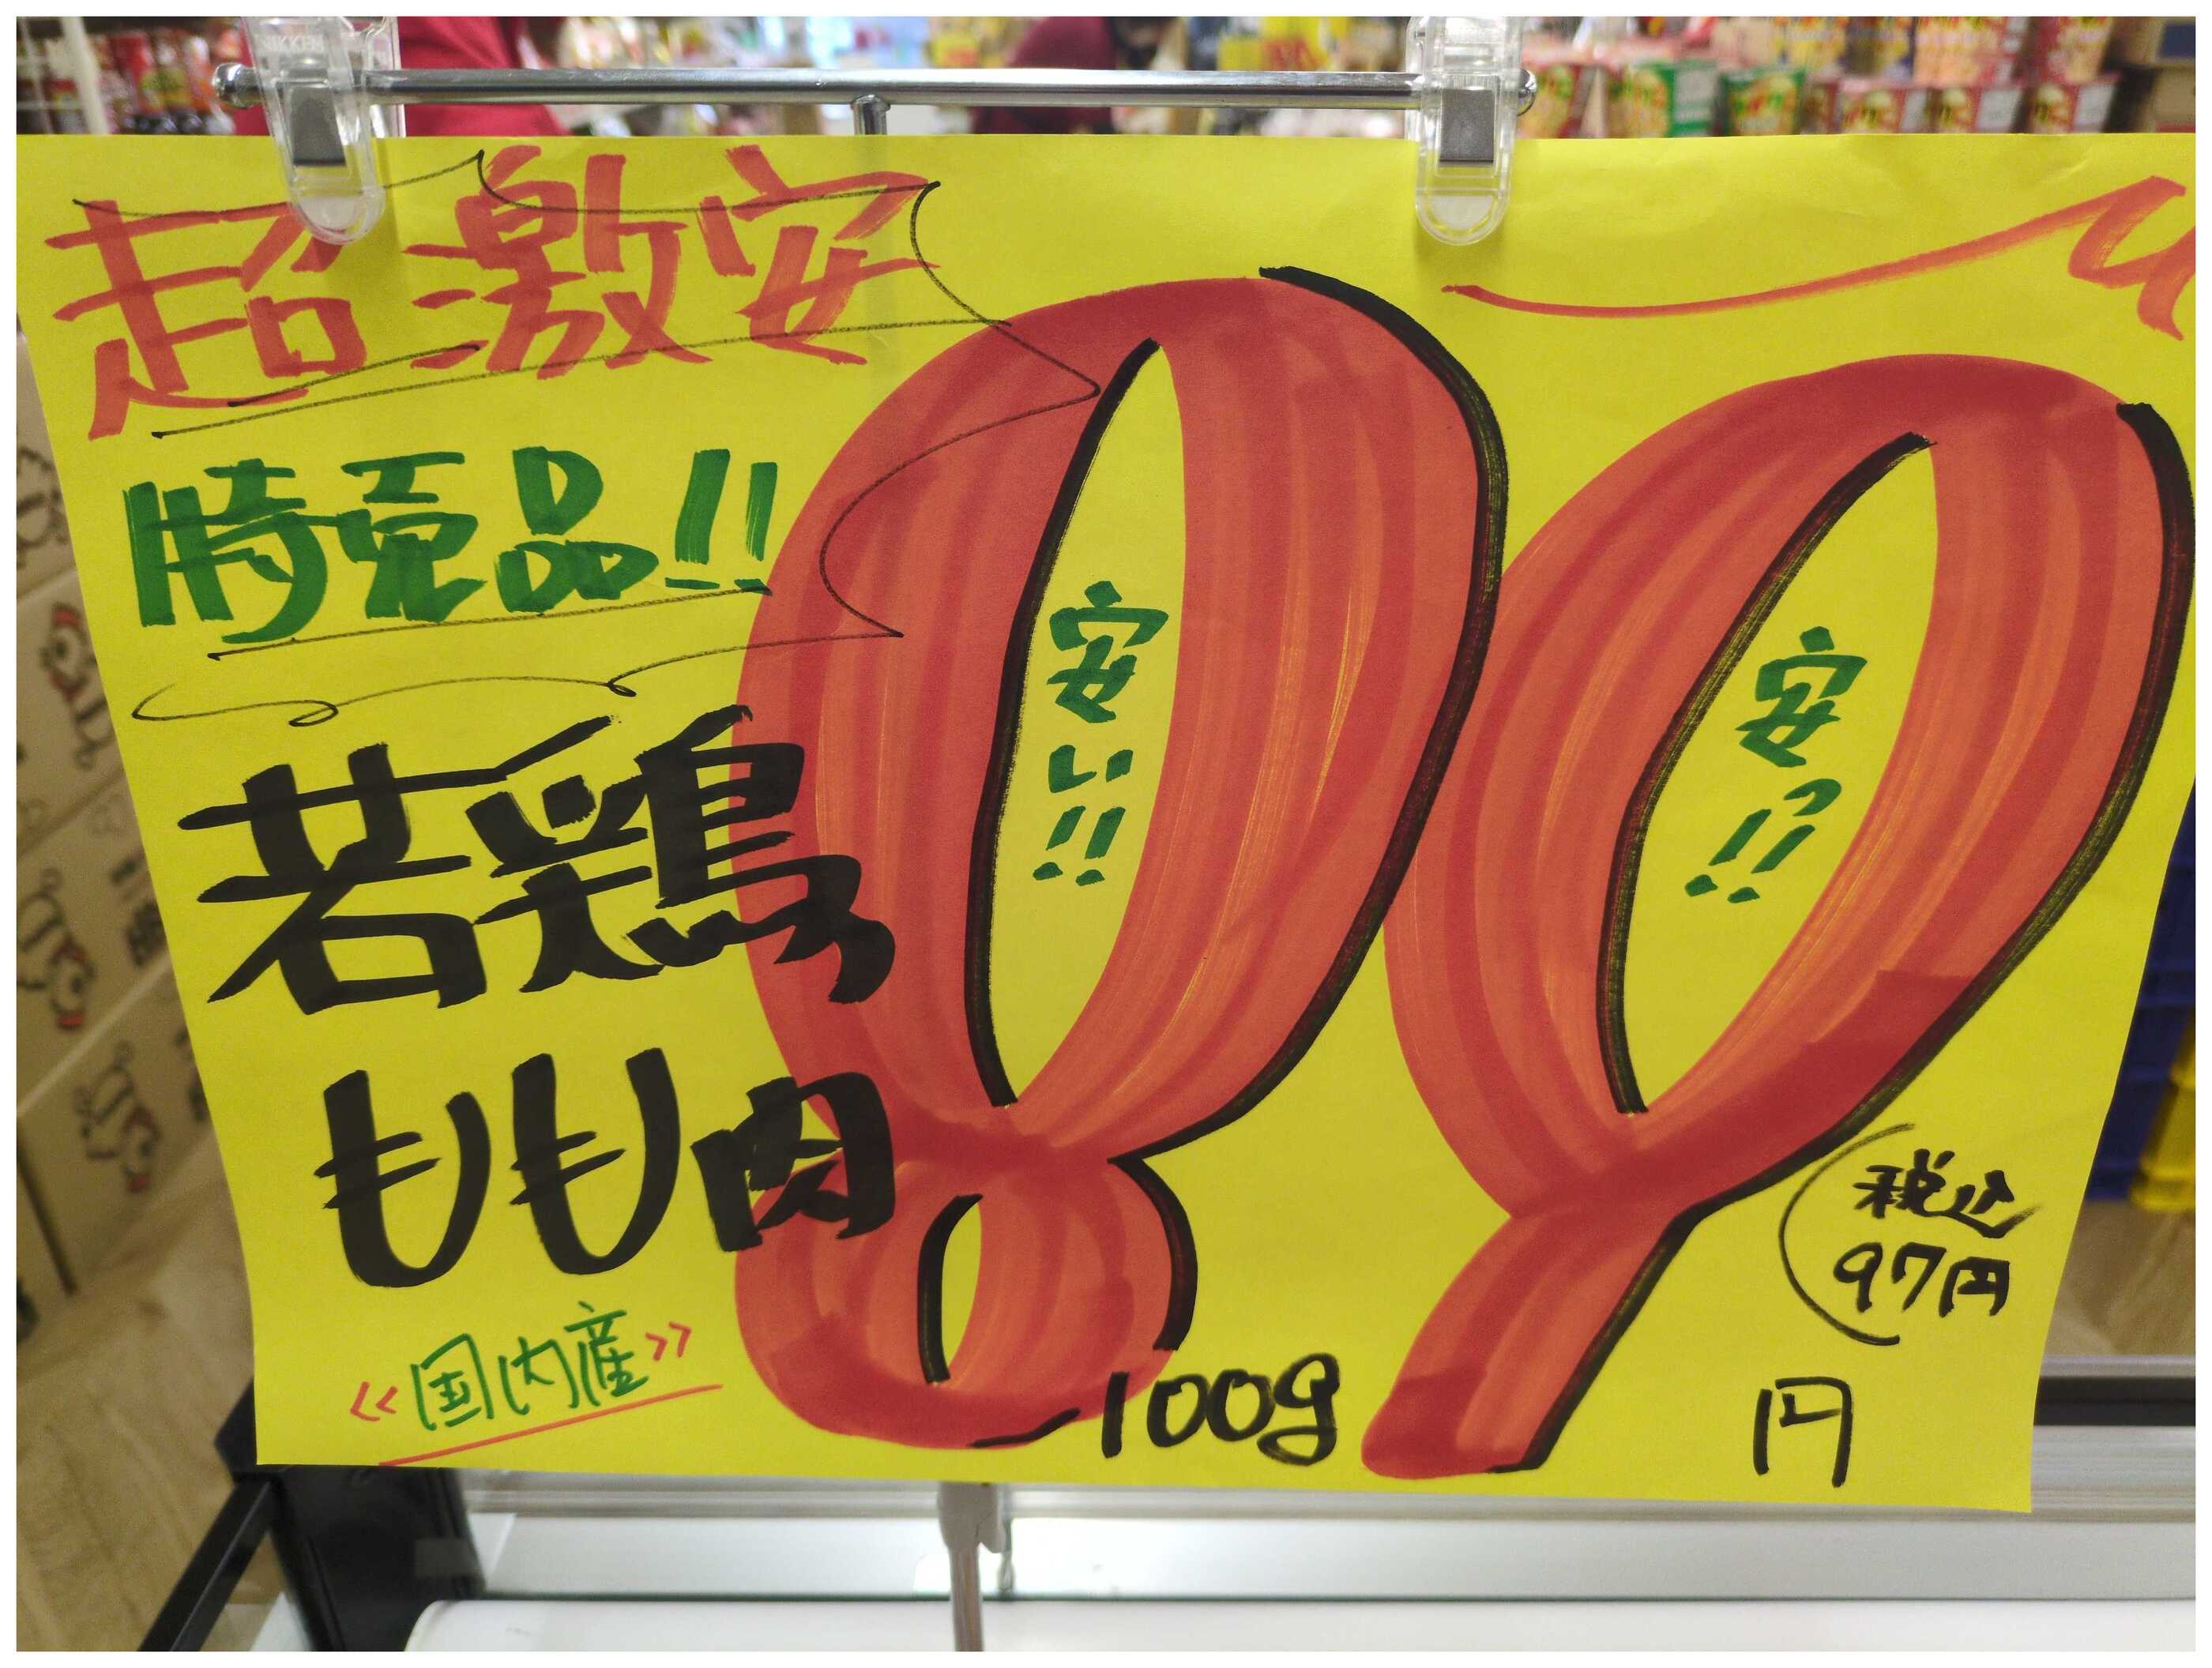 超激安
特売品!!
若鶏
もも肉
《国内産》
89
安い!!
安っ!!
100g
税込
97円
円